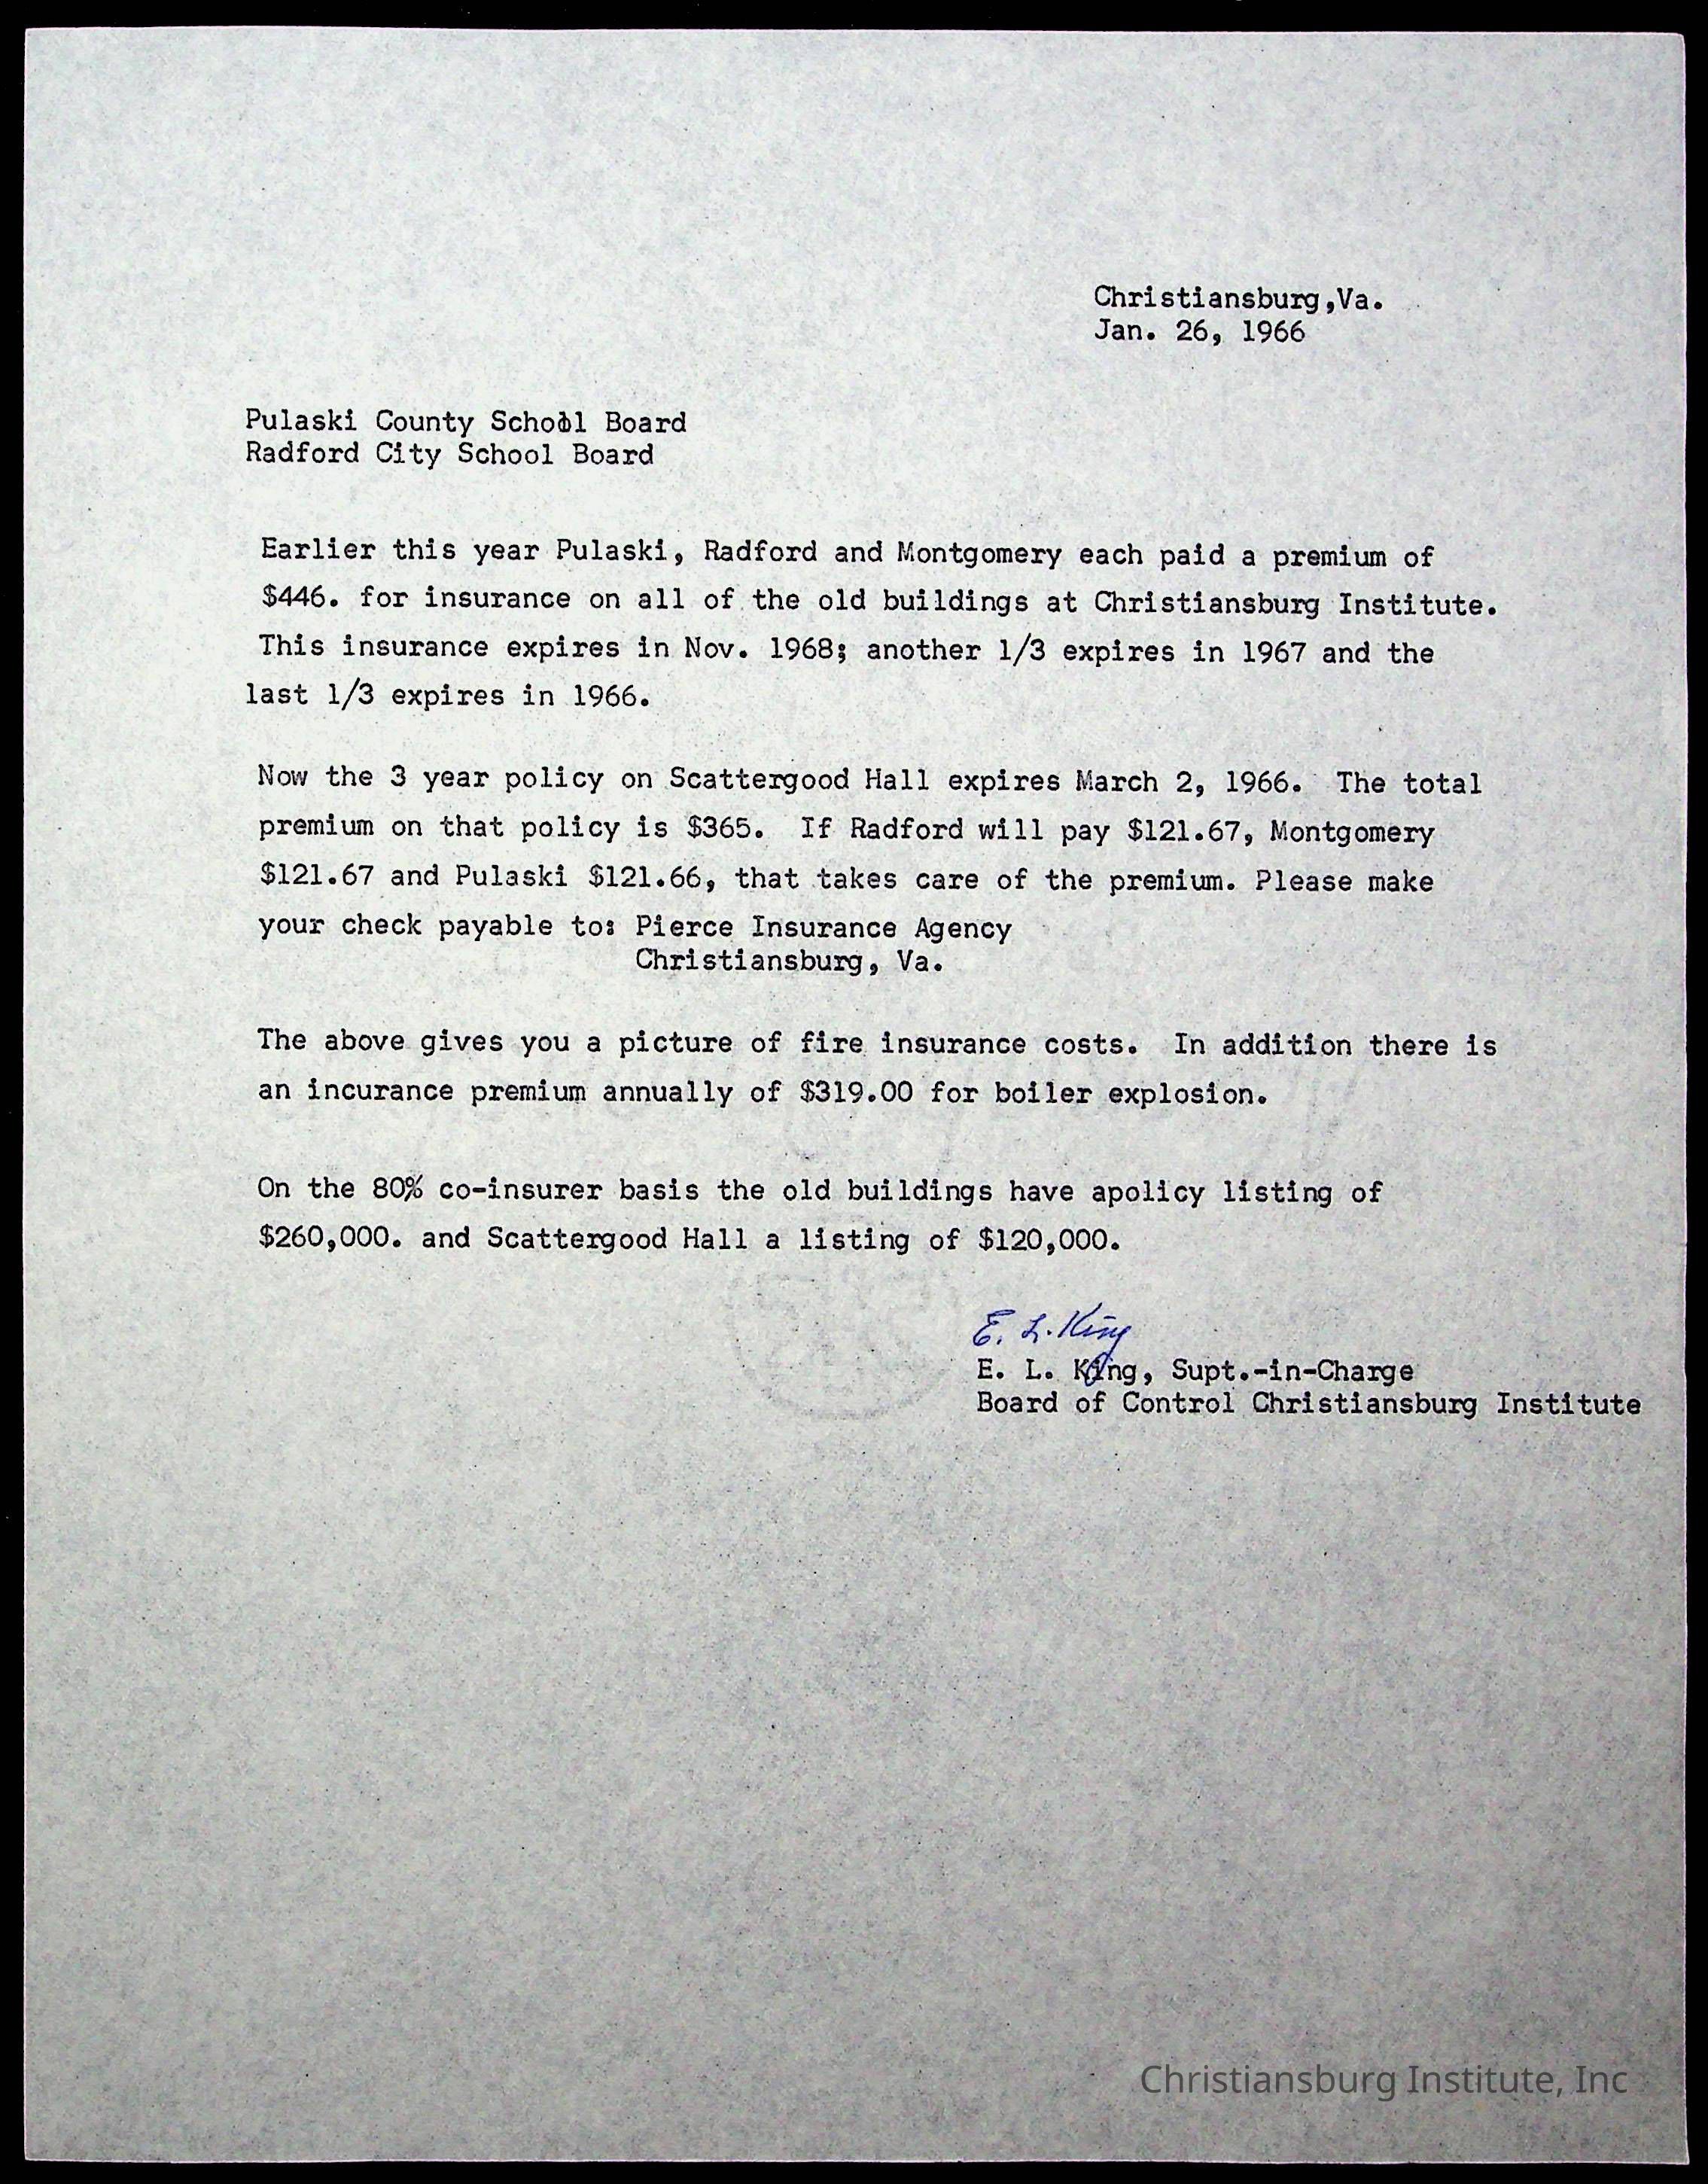 Christiansburg,Va.
Jan. 26, 1966
Pulaski County School Board
Radford City School Board
Earlier this year Pulaski, Radford and Montgomery each paid a premium of
$446. for insurance on all of the old buildings at Christiansburg Institute.
This insurance expires in Nov. 1968; another 1/3 expires in 1967 and the
last 1/3 expires in 1966.
Now the 3 year policy on Scattergood Hall expires March 2, 1966. The total
premium on that policy is $365. If Radford will pay $121.67, Montgomery
$121.67 and Pulaski $121.66, that takes care of the premium. Please make
your check payable to: Pierce Insurance Agency
Christiansburg, Va.
The above gives you a picture of fire insurance costs. In addition there is
an incurance premium annually of $319.00 for boiler explosion.
On the 80% co-insurer basis the old buildings have apolicy listing of
$260,000. and Scattergood Hall a listing of $120,000.
E. L. King
E. L. King, Supt.-in-Charge
Board of Control Christiansburg Institute
Christiansburg Institute, Inc